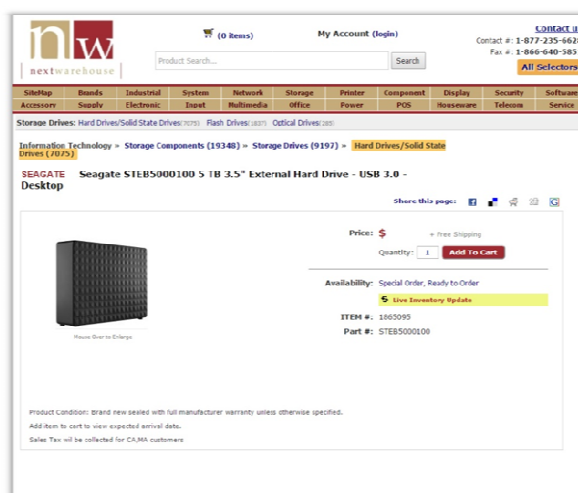 nw
nextwarehouse
(0 items)
My Account (login)
Contact u
Contact #: 1-877-235-6628
Fax #: 1-866-640-585
Product Search...
Search
All Selectors
SiteMap Brands Industrial System Network Storage Printer Component Display Security Software
Accessory Supply Electronic Input Multimedia Office Power POS Houseware Telecom Service
Storage Drives: Hard Drives/Solid State Drives(7075) Flash Drives(1837) Optical Drives(285)
Information Technology » Storage Components (19348) » Storage Drives (9197) » Hard Drives/Solid State
Drives (7075)
SEAGATE Seagate STEB5000100 5 TB 3.5" External Hard Drive - USB 3.0 -
Desktop
Share this page:
Price: $ + Free Shipping
Quantity: 1 Add To Cart
Availability: Special Order, Ready to Order
Live Inventory Update
ITEM #: 1865095
Part #: STEB5000100
Mouse Over to Enlarge
Product Condition: Brand new sealed with full manufacturer warranty unless otherwise specified.
Add item to cart to view expected arrival date.
Sales Tax will be collected for CA,MA customers